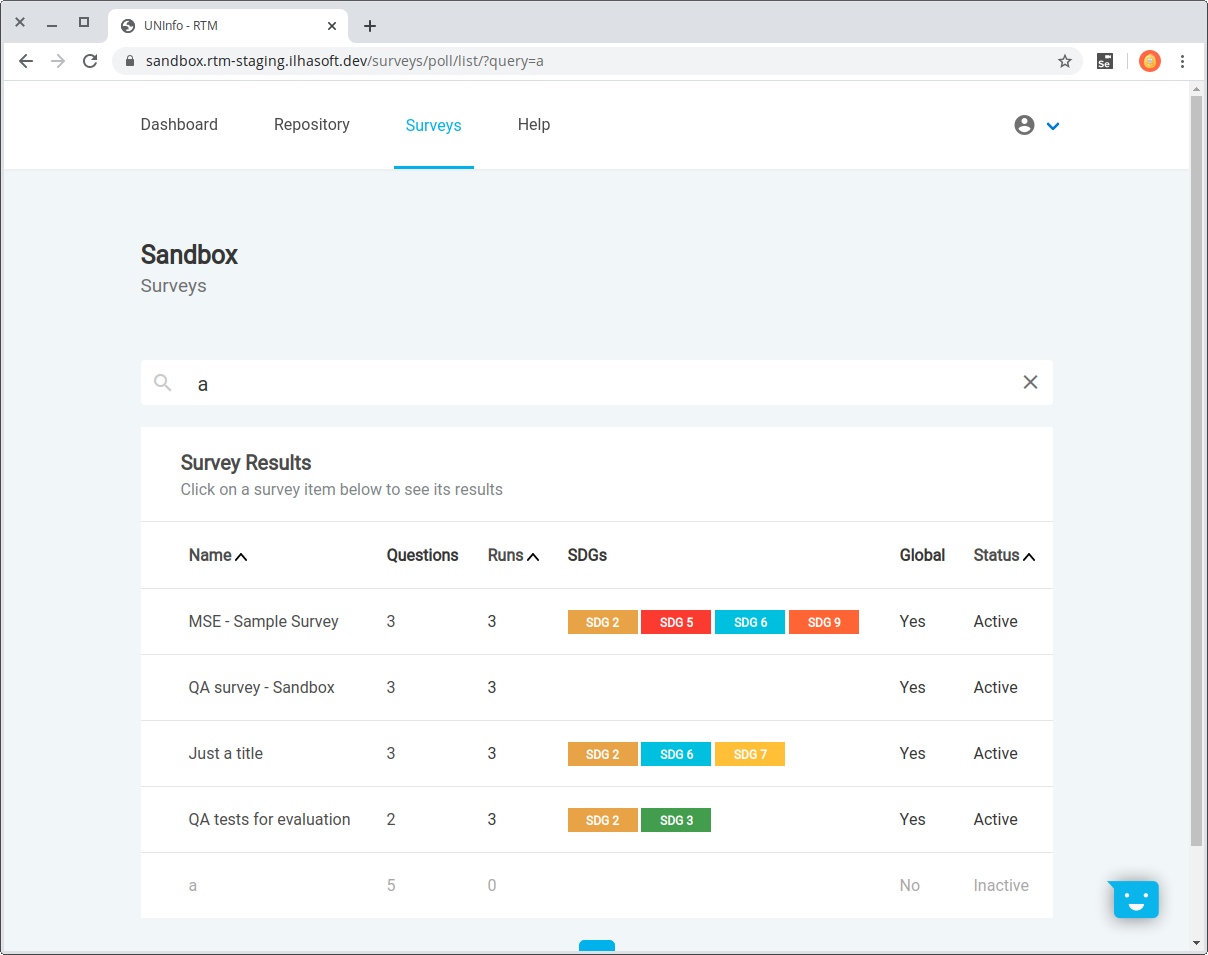 UNInfo - RTM
sandbox.rtm-staging.ilhasoft.dev/surveys/poll/list/?query=a
Se
Dashboard Repository Surveys Help
Sandbox
Surveys
a
Survey Results
Click on a survey item below to see its results
Name Questions Runs SDGs Global Status
MSE - Sample Survey 3 3 SDG 2 SDG 5 SDG 6 SDG 9 Yes Active
QA survey - Sandbox 3 3 Yes Active
Just a title 3 3 SDG 2 SDG 6 SDG 7 Yes Active
QA tests for evaluation 2 3 SDG 2 SDG 3 Yes Active
a 5 0 No Inactive